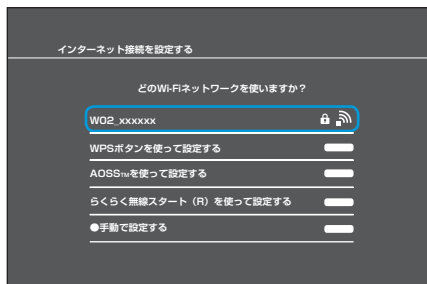 インターネット接続を設定する
どのWi-Fiネットワークを使いますか?
W02_xxxxxx
WPSボタンを使って設定する
AOSS™を使って設定する
らくらく無線スタート(R)を使って設定する
●手動で設定する